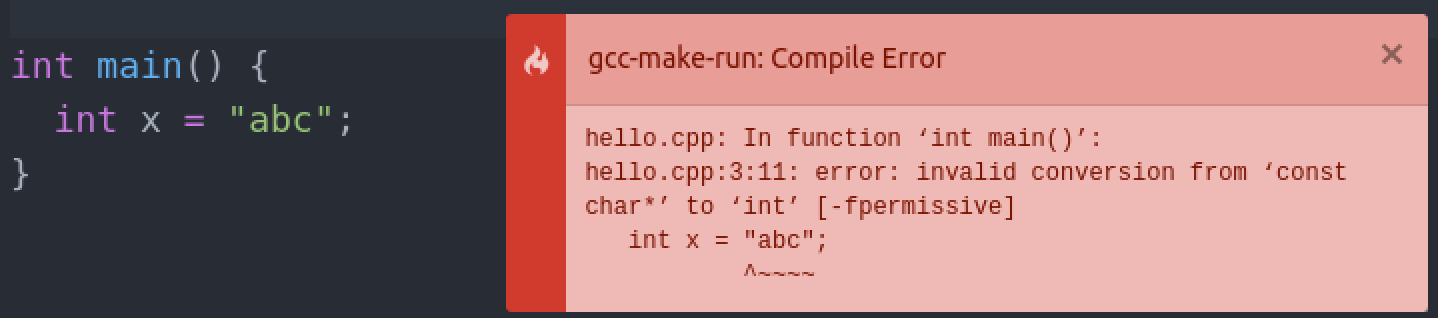 int main() {
  int x = "abc";
}
gcc-make-run: Compile Error
hello.cpp: In function ‘int main()’:
hello.cpp:3:11: error: invalid conversion from ‘const
char*’ to ‘int’ [-fpermissive]
   int x = "abc";
           ^~~~~